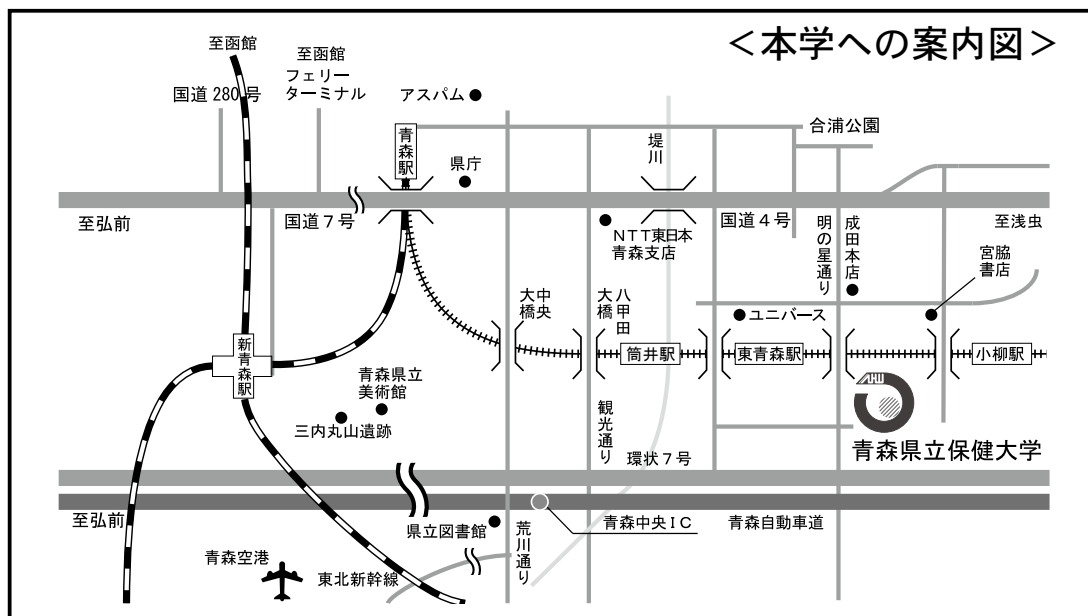 ＜本学への案内図＞
至函館
至函館
フェリー
ターミナル
国道280号
アスパム
青森駅
県庁
堤川
合浦公園
至弘前
国道７号
ＮＴＴ東日本
青森支店
国道４号
明の星通り
成田本店
至浅虫
宮脇
書店
中央
大橋
八甲田
大橋
ユニバース
新青森駅
筒井駅
東青森駅
小柳駅
青森県立
美術館
三内丸山遺跡
観光通り
AUHW
青森県立保健大学
環状７号
至弘前
県立図書館
荒川通り
青森中央ＩＣ
青森自動車道
青森空港
東北新幹線